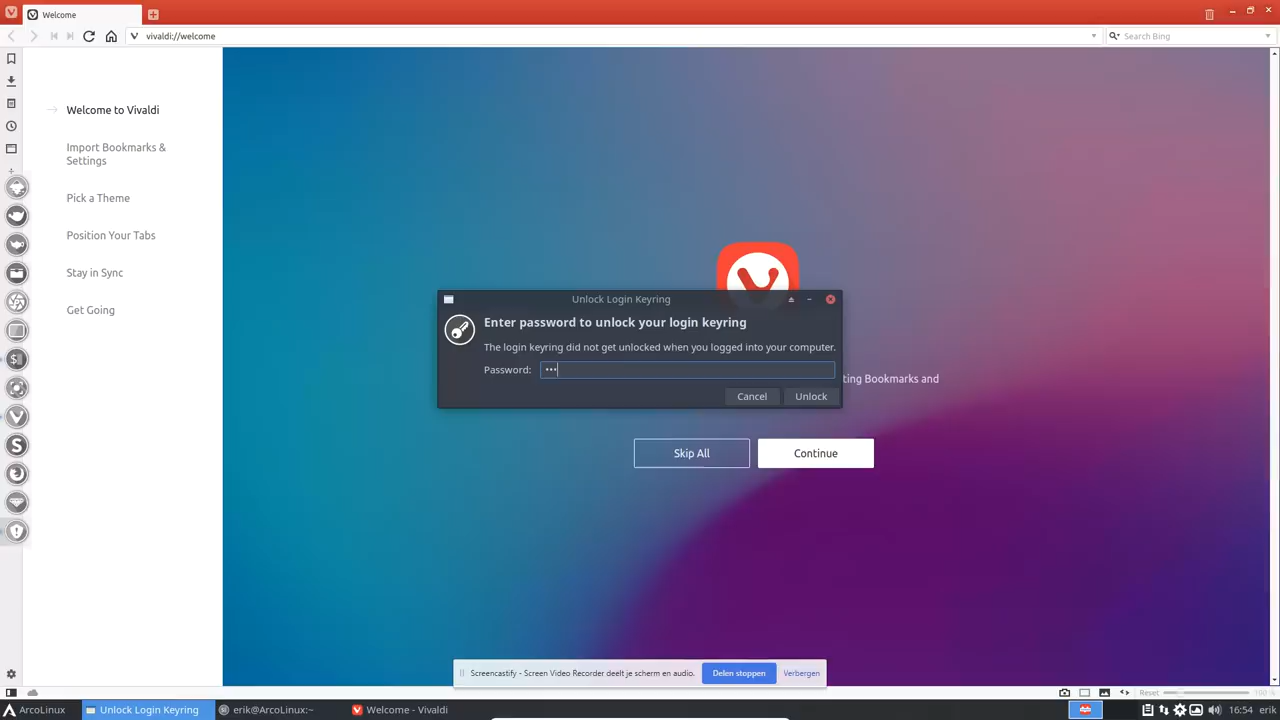 Welcome
vivaldi://welcome
Search Bing
Welcome to Vivaldi
Import Bookmarks &
Settings
Pick a Theme
Position Your Tabs
Stay in Sync
Get Going
Unlock Login Keyring
Enter password to unlock your login keyring
The login keyring did not get unlocked when you logged into your computer.
Password: •••
Cancel
Unlock
ting Bookmarks and
Skip All
Continue
Screencastify - Screen Video Recorder deelt je scherm en audio.
Delen stoppen
Verbergen
Reset
100 %
ArcoLinux
Unlock Login Keyring
erik@ArcoLinux:~
Welcome - Vivaldi
16:54
erik